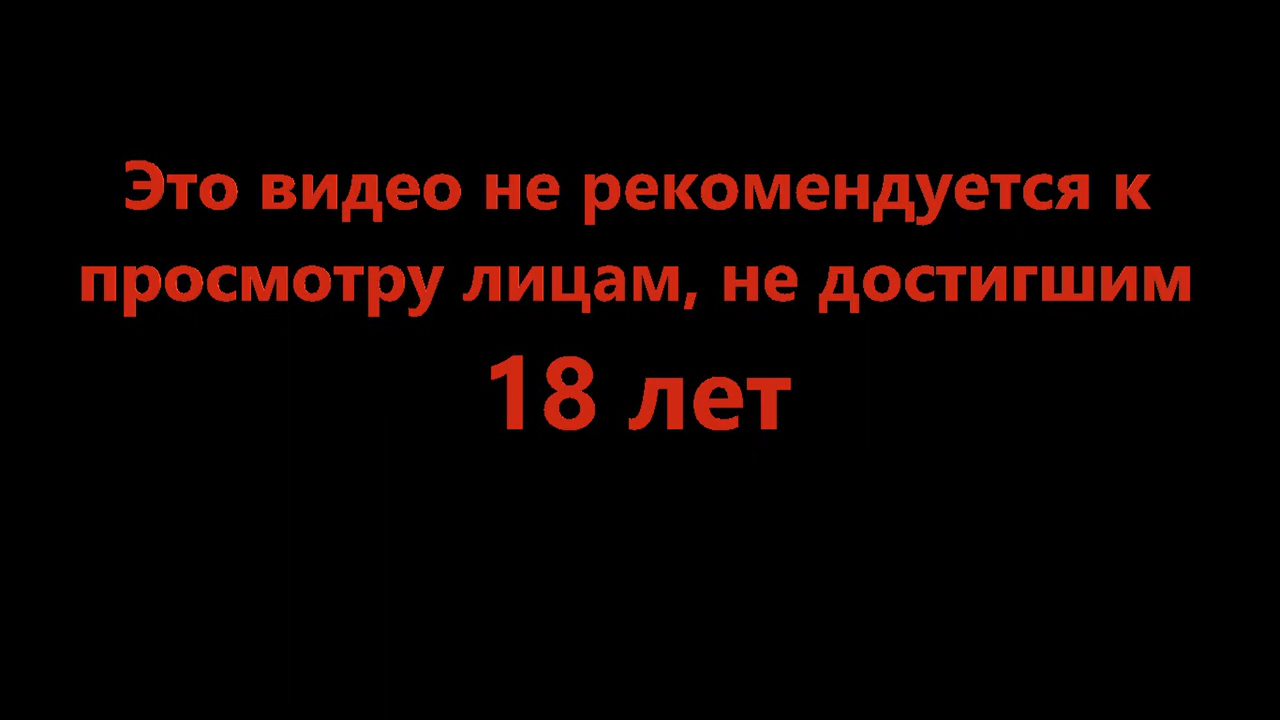 Это видео не рекомендуется к
просмотру лицам, не достигшим
18 лет